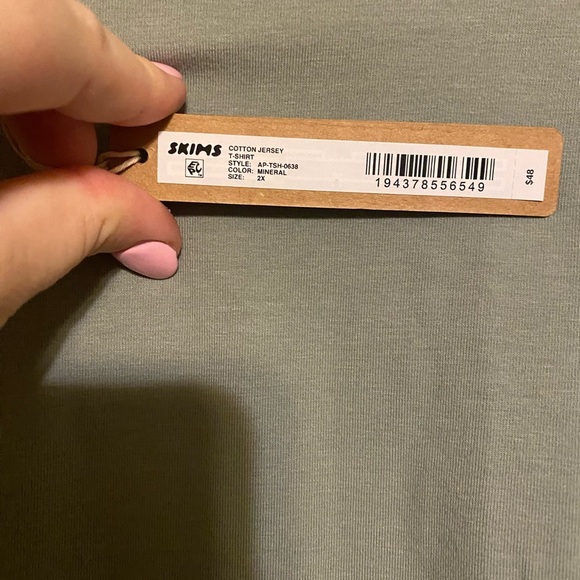 SKIMS
COTTON JERSEY
T-SHIRT
STYLE: AP-TSH-0638
COLOR: MINERAL
SIZE: 2X
194378556549
$48